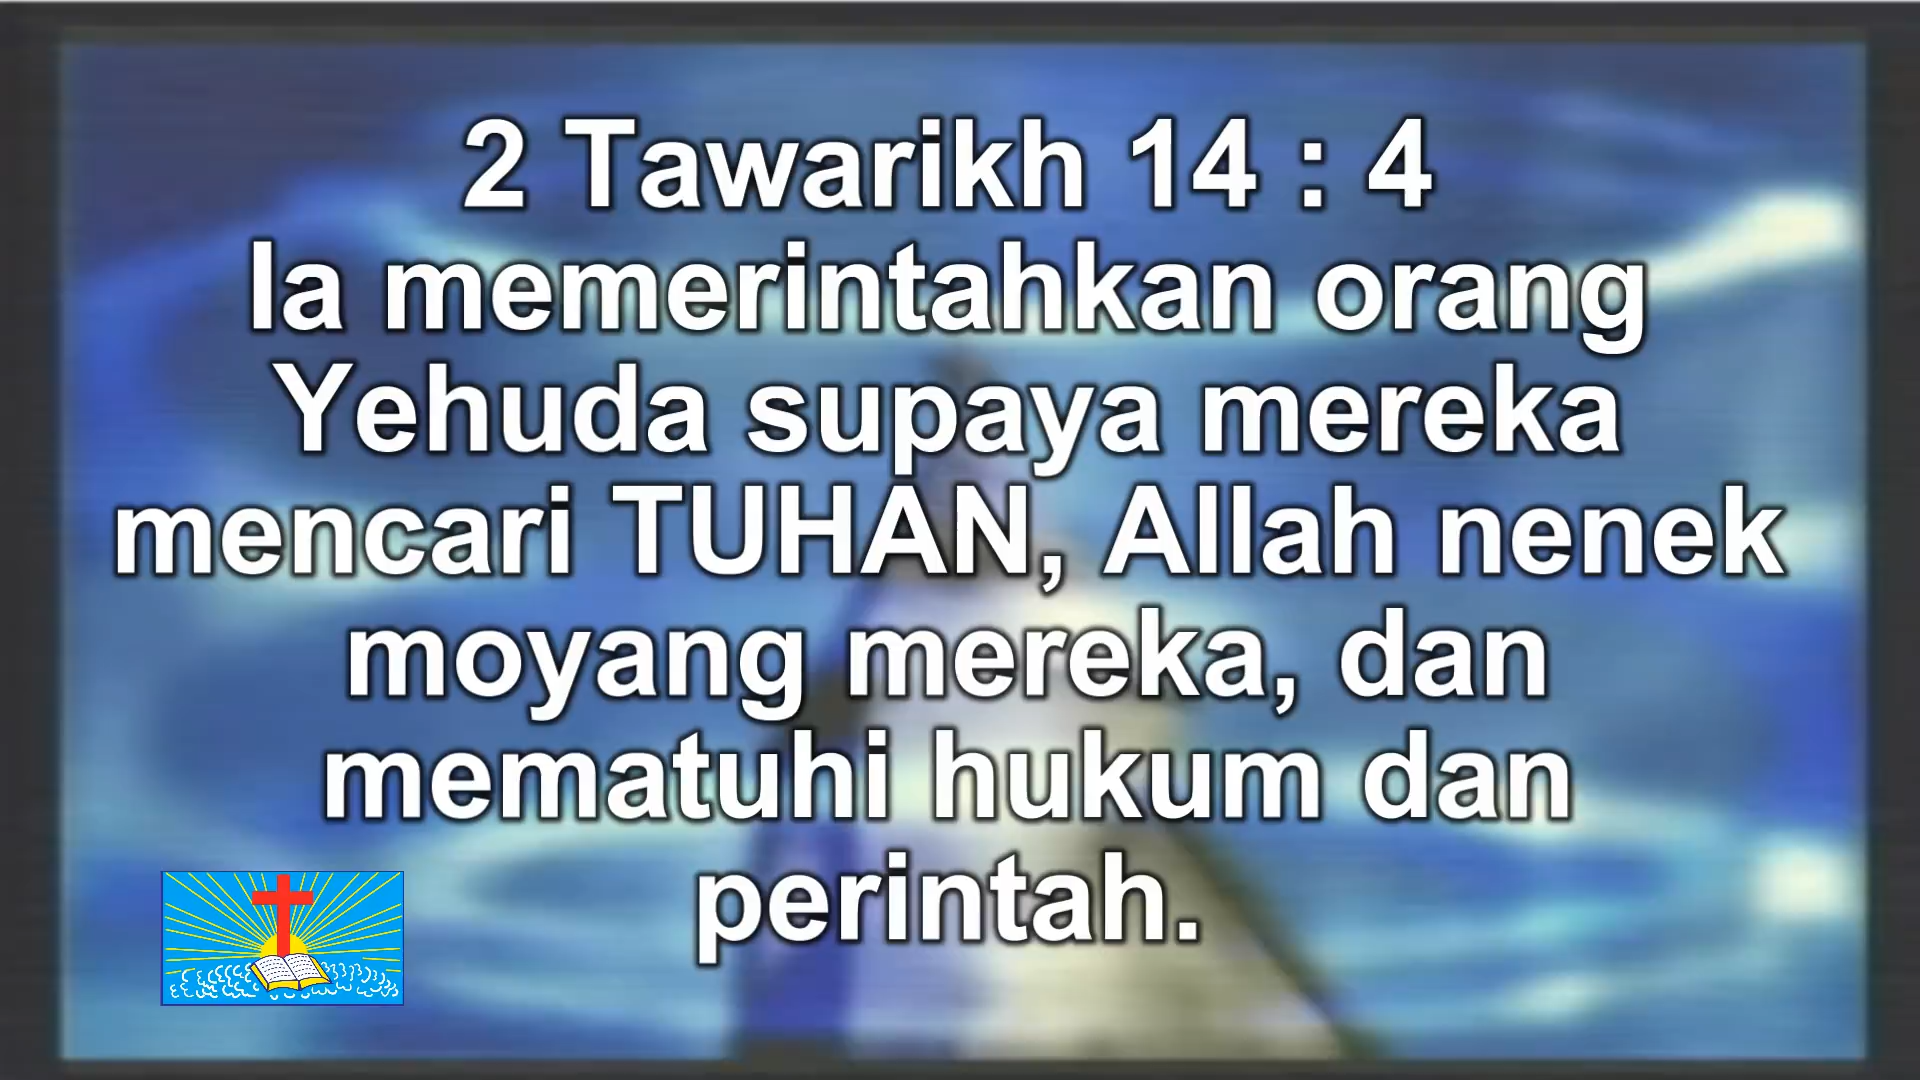 2 Tawarikh 14 : 4
Ia memerintahkan orang
Yehuda supaya mereka
mencari TUHAN, Allah nenek
moyang mereka, dan
mematuhi hukum dan
perintah.